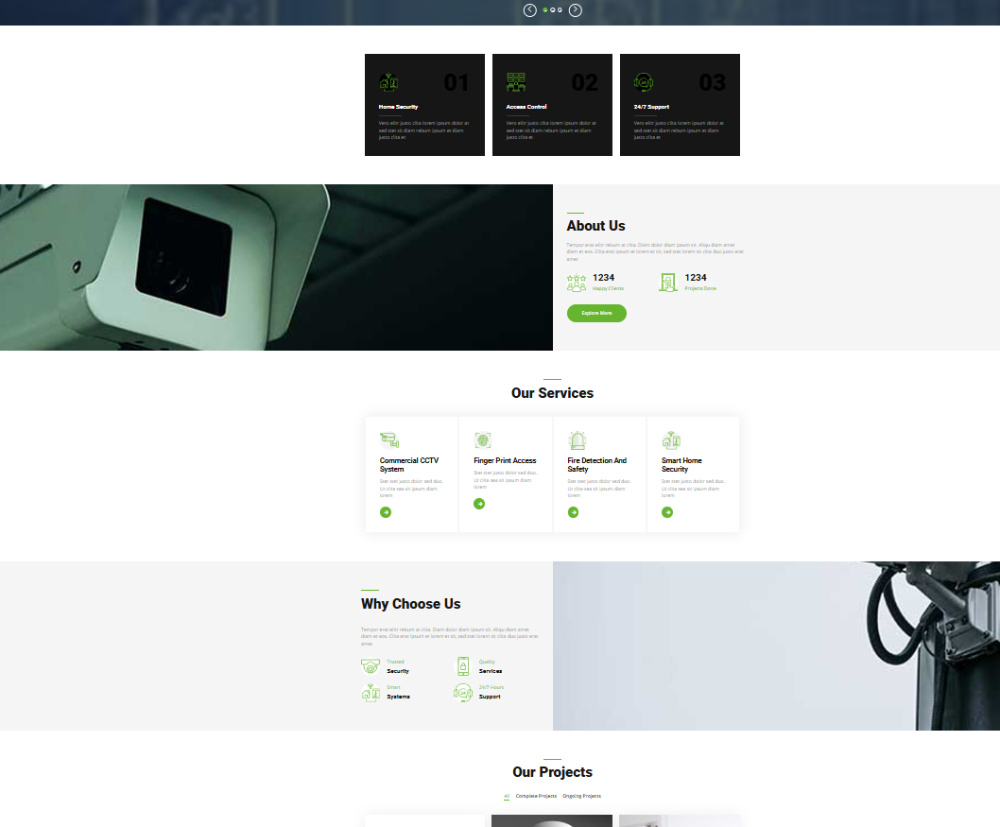 01
02
03
Home Security
Access Control
24/7 Support
Vero elitr justo clita lorem ipsum dolor at
sed stet sit diam rebum ipsum et diam
justo clita et
Vero elitr justo clita lorem ipsum dolor at
sed stet sit diam rebum ipsum et diam
justo clita et
Vero elitr justo clita lorem ipsum dolor at
sed stet sit diam rebum ipsum et diam
justo clita et
About Us
Tempor erat elitr rebum at clita. Diam dolor diam ipsum sit. Aliqu diam amet
diam et eos. Clita erat ipsum et lorem et sit, sed stet lorem sit clita duo justo erat
amet
1234
Happy Clients
1234
Projects Done
Explore More
Our Services
Commercial CCTV
System
Stet stet justo dolor sed duo.
Ut clita sea sit ipsum diam
lorem
Finger Print Access
Stet stet justo dolor sed duo.
Ut clita sea sit ipsum diam
lorem
Fire Detection And
Safety
Stet stet justo dolor sed duo.
Ut clita sea sit ipsum diam
lorem
Smart Home
Security
Stet stet justo dolor sed duo.
Ut clita sea sit ipsum diam
lorem
Why Choose Us
Tempor erat elitr rebum at clita. Diam dolor diam ipsum sit. Aliqu diam amet
diam et eos. Clita erat ipsum et lorem et sit, sed stet lorem sit clita duo justo erat
amet
Trusted
Security
Quality
Services
Smart
Systems
24/7 Hours
Support
Our Projects
All Complete Projects Ongoing Projects